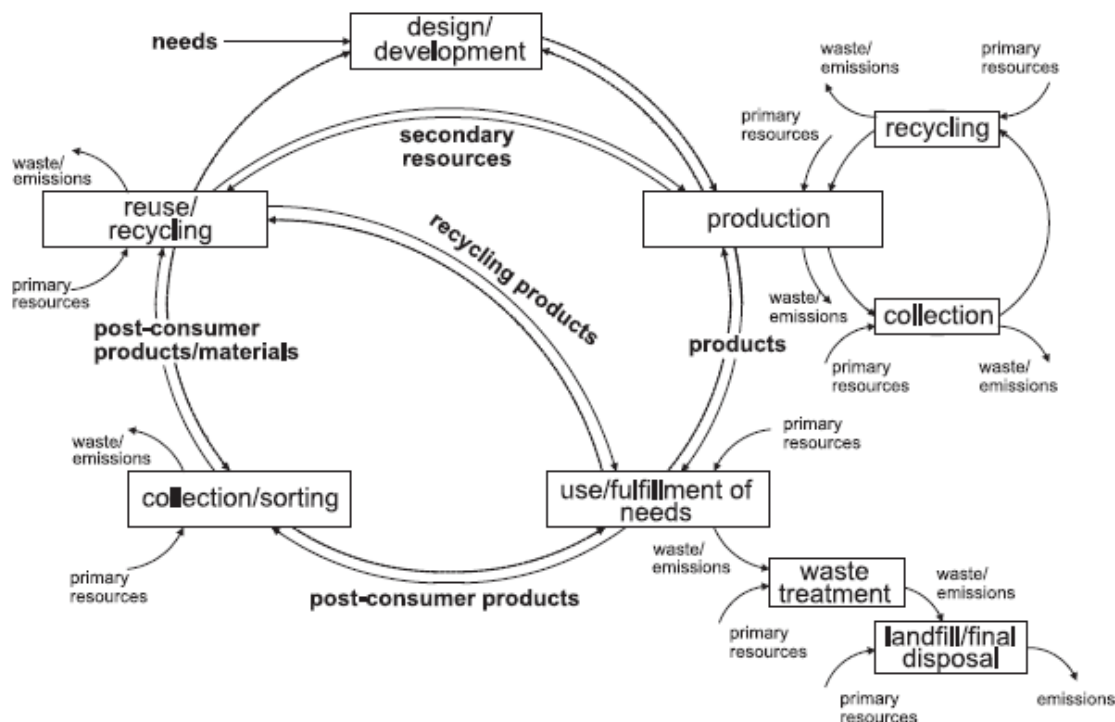 needs
design/
development
waste/
emissions
primary
resources
primary
resources
recycling
secondary
resources
waste/
emissions
reuse/
recycling
production
recycling products
primary
resources
waste/
emissions
collection
post-consumer
products/materials
products
primary
resources
waste/
emissions
primary
resources
waste/
emissions
collection/sorting
use/fulfillment of
needs
primary
resources
waste/
emissions
post-consumer products
waste
treatment
waste/
emissions
primary
resources
landfill/final
disposal
primary
resources
emissions